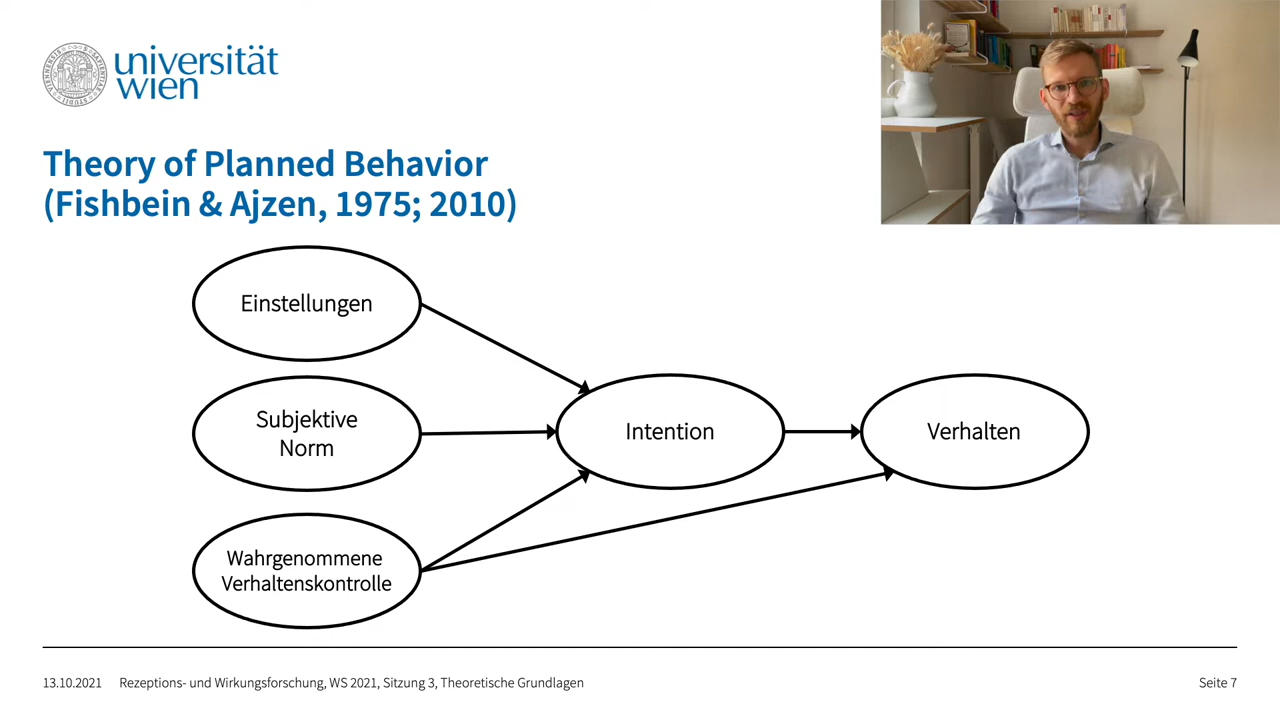 universität
wien
Theory of Planned Behavior
(Fishbein & Ajzen, 1975; 2010)
Einstellungen
Subjektive
Norm
Wahrgenommene
Verhaltenskontrolle
Intention
Verhalten
13.10.2021 Rezeptions- und Wirkungsforschung, WS 2021, Sitzung 3, Theoretische Grundlagen Seite 7